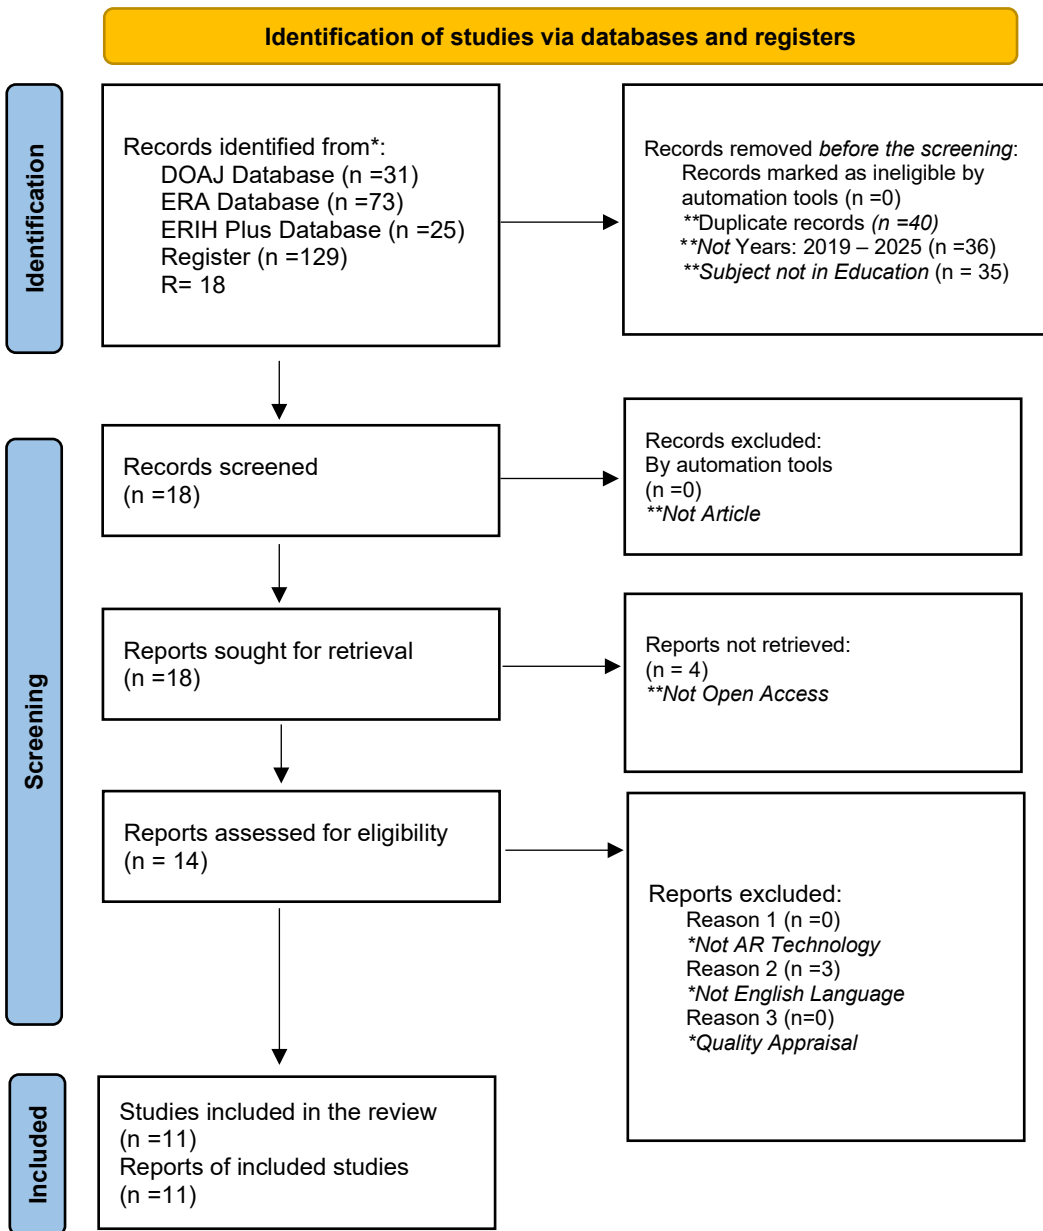 Identification of studies via databases and registers
Identification
Records identified from*:
DOAJ Database (n =31)
ERA Database (n =73)
ERIH Plus Database (n =25)
Register (n =129)
R= 18
Records removed before the screening:
Records marked as ineligible by
automation tools (n =0)
**Duplicate records (n =40)
**Not Years: 2019 – 2025 (n =36)
**Subject not in Education (n = 35)
Screening
Records screened
(n =18)
Records excluded:
By automation tools
(n =0)
**Not Article
Reports sought for retrieval
(n =18)
Reports not retrieved:
(n = 4)
**Not Open Access
Reports assessed for eligibility
(n = 14)
Reports excluded:
Reason 1 (n =0)
*Not AR Technology
Reason 2 (n =3)
*Not English Language
Reason 3 (n=0)
*Quality Appraisal
Included
Studies included in the review
(n =11)
Reports of included studies
(n =11)